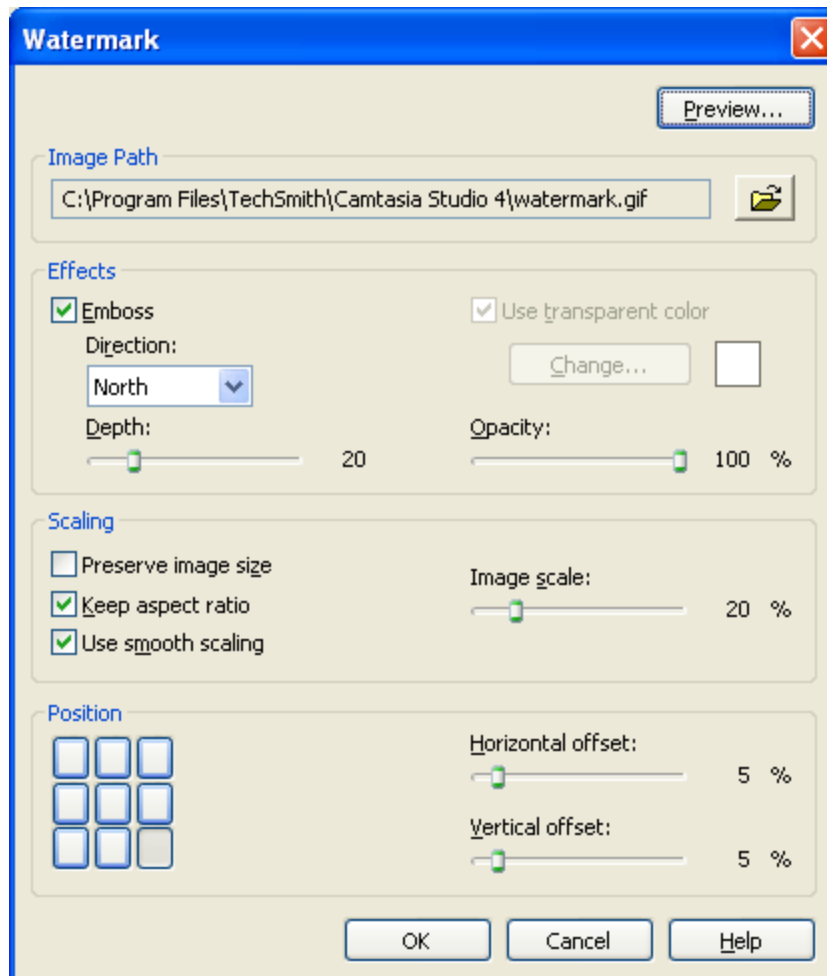 Watermark
Preview...
Image Path
C:\Program Files\TechSmith\Camtasia Studio 4\watermark.gif
Effects
Emboss
Use transparent color
Direction:
Change...
North
Depth:
Opacity:
20
100 %
Scaling
Preserve image size
Image scale:
Keep aspect ratio
20 %
Use smooth scaling
Position
Horizontal offset:
5 %
Vertical offset:
5 %
OK Cancel Help